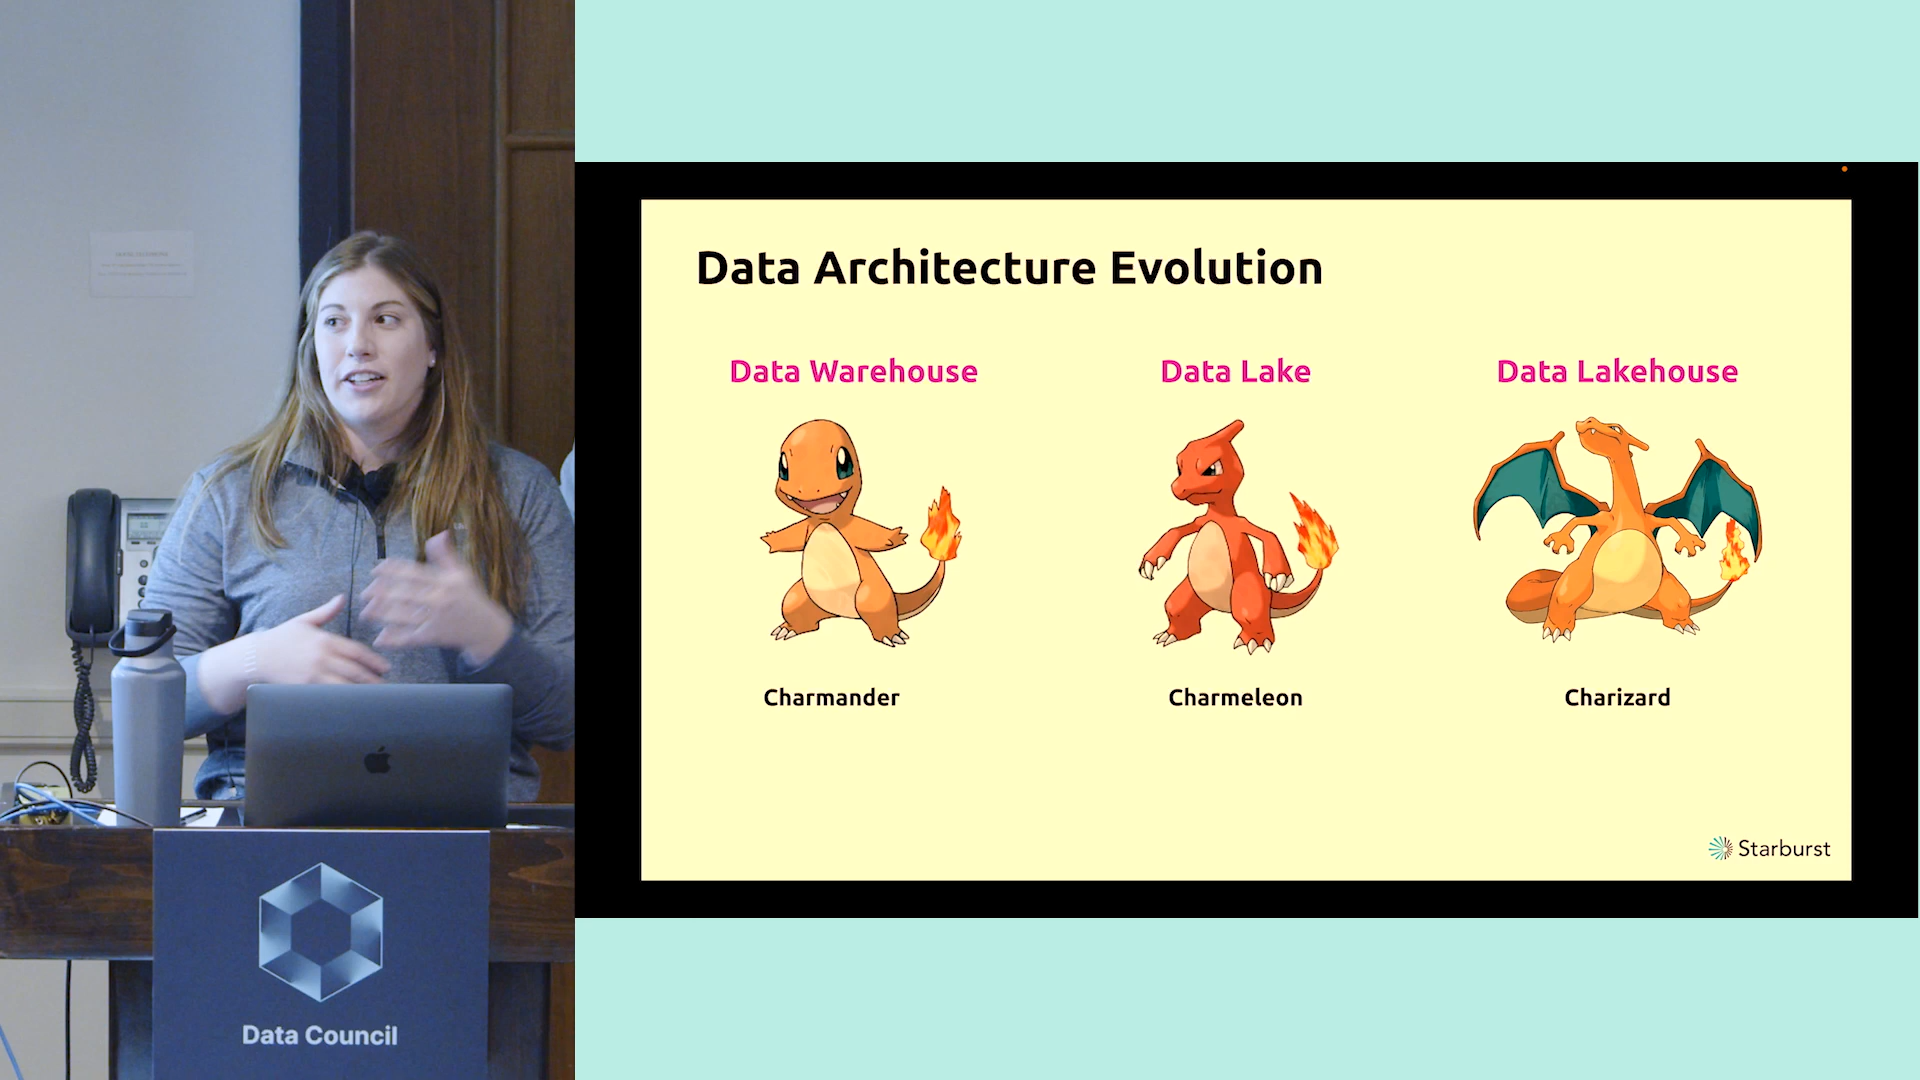 Data Architecture Evolution
Data Warehouse
Data Lake
Data Lakehouse
Charmander
Charmeleon
Charizard
Starburst
Data Council